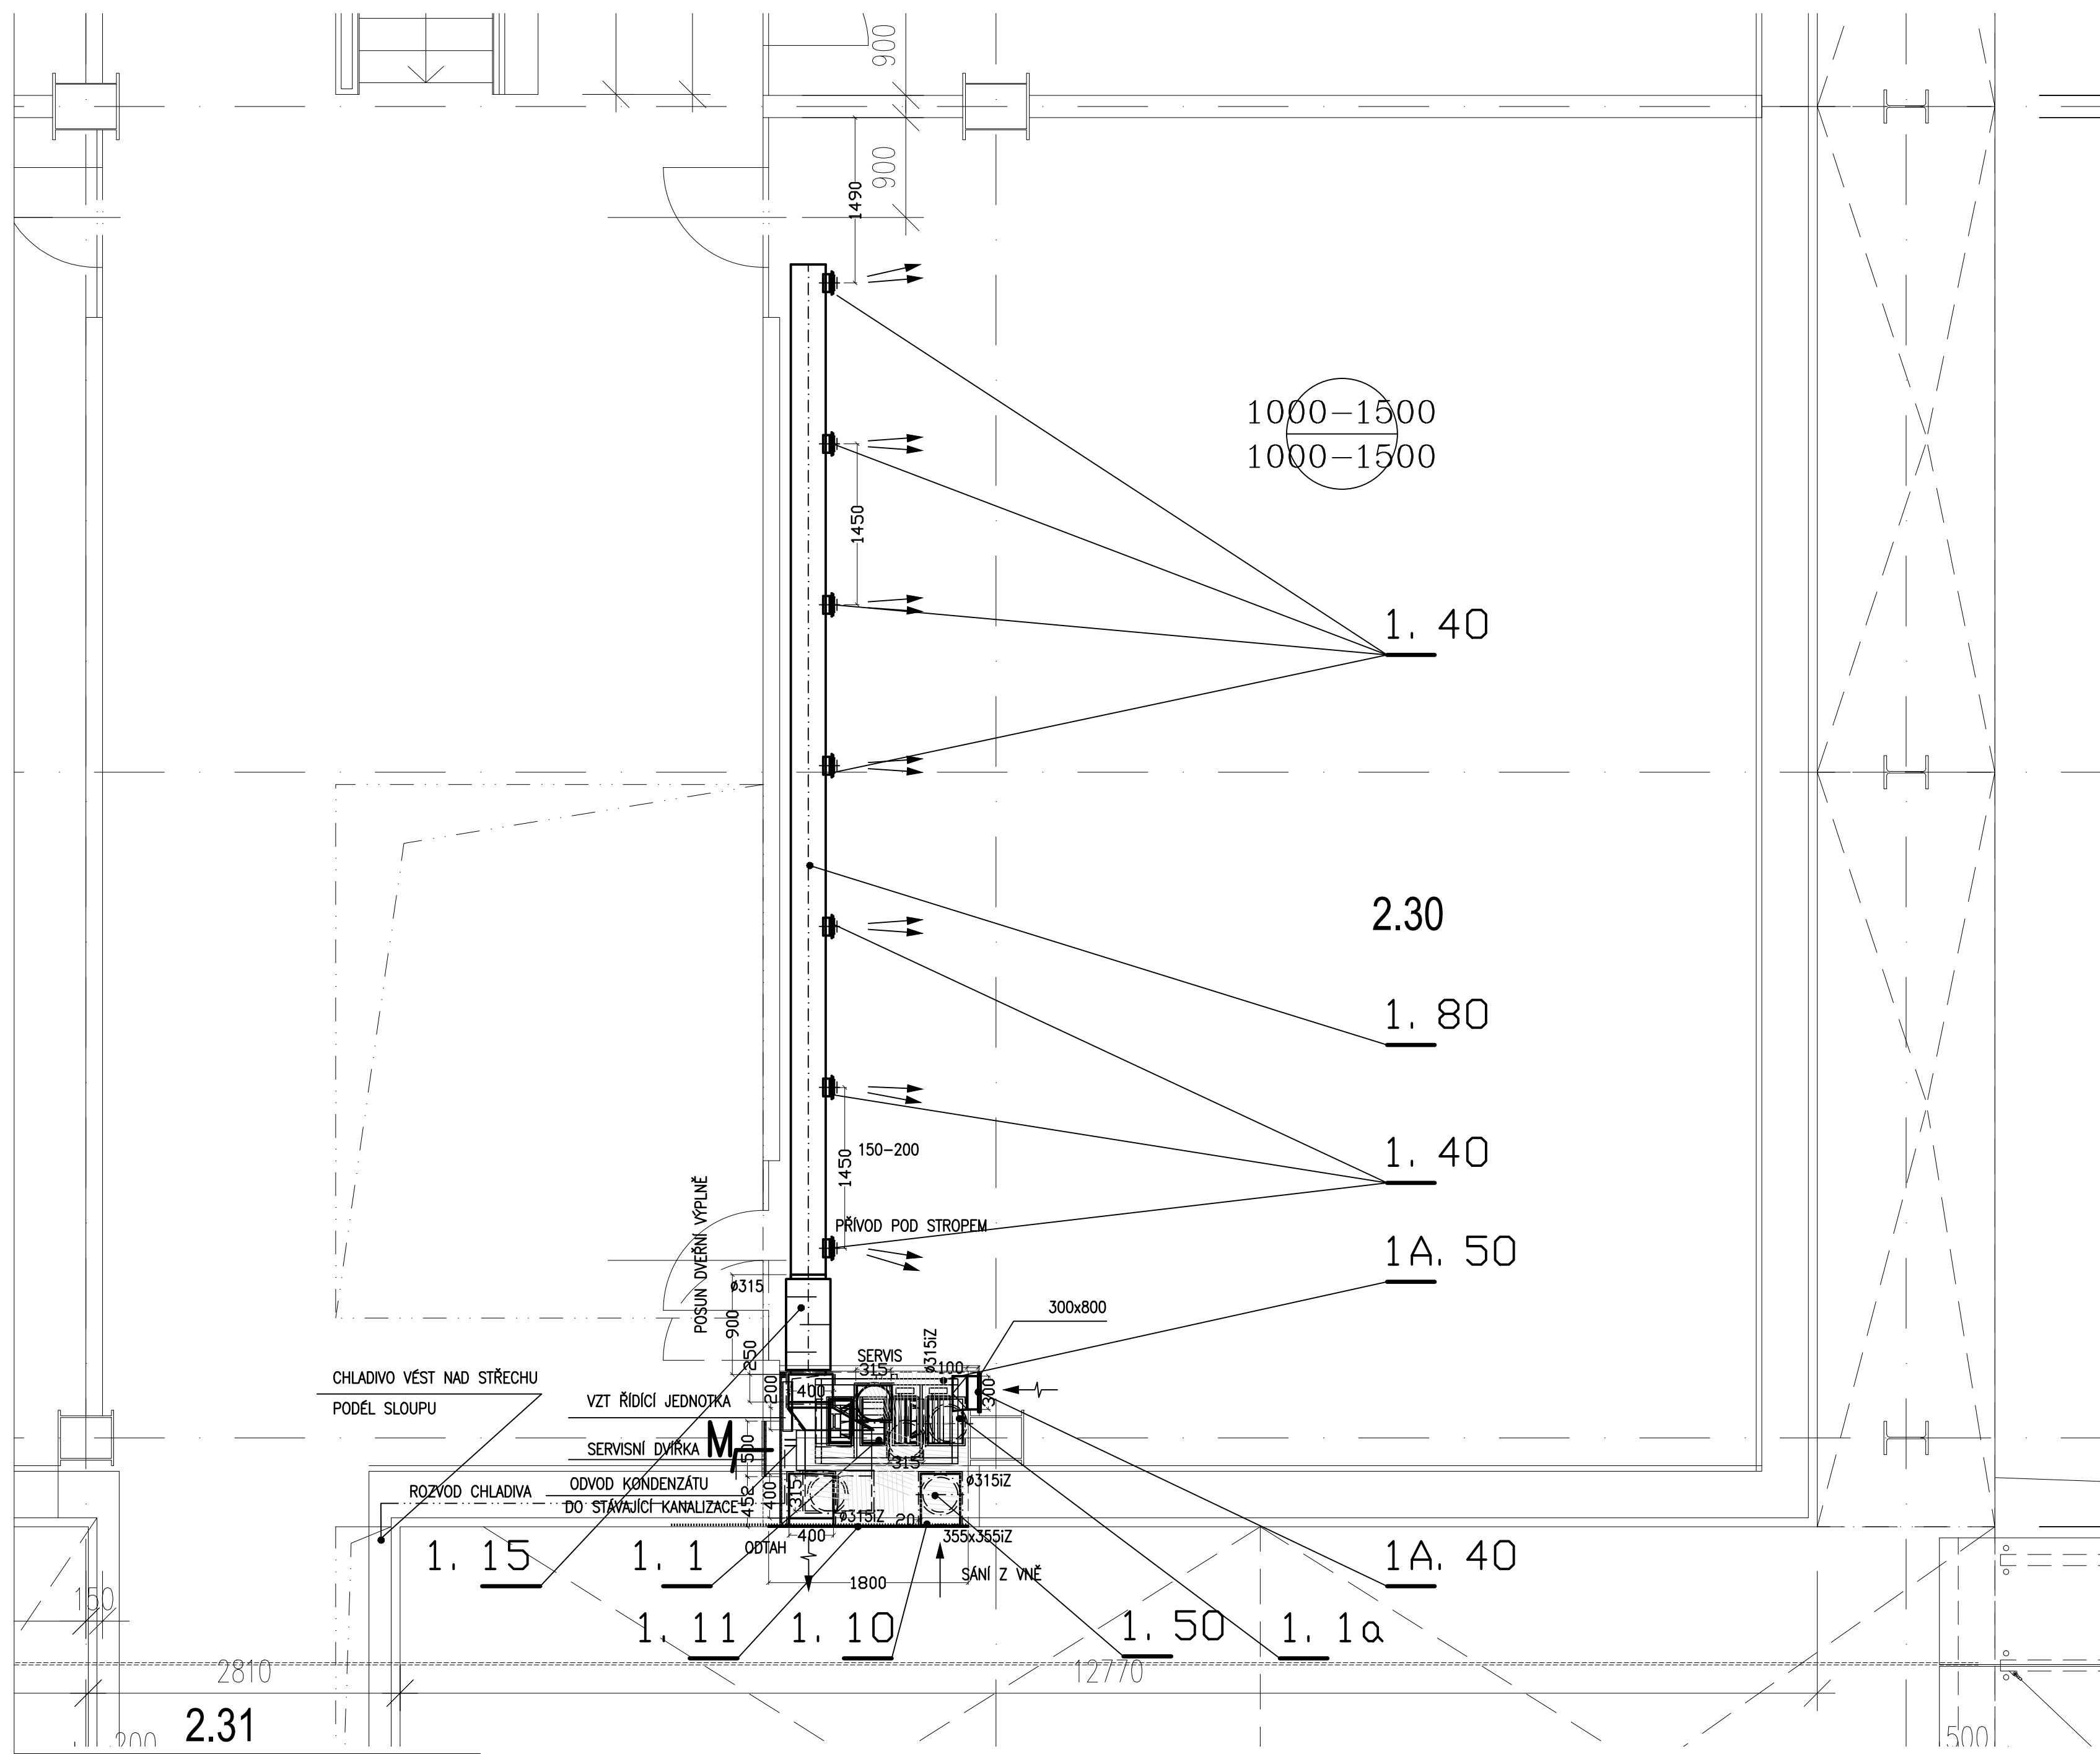 900
900
1490
1000-1500
1000-1500
1450
1. 40
2.30
1. 80
1450
150-200
1. 40
POSUN DVEŘNÍ VÝPLNĚ
PŘÍVOD POD STROPEM
1A. 50
ø315
900
300x800
250
SERVIS
315
ø315iZ
100
CHLADIVO VÉST NAD STŘECHU
PODÉL SLOUPU
VZT ŘÍDÍCÍ JEDNOTKA
200
400
300
SERVISNÍ DVÍŘKA
M
500
315
ODVOD KONDENZÁTU
ROZVOD CHLADIVA
DO STÁVAJÍCÍ KANALIZACE
452
400
315
ø315iZ
ø315iZ
20
400
355x355iZ
ODTAH
SÁNÍ Z VNĚ
1. 15
1. 1
1800
1A. 40
150
1. 11
1. 10
1. 50
1. 1a
2810
12770
2.31
200
500